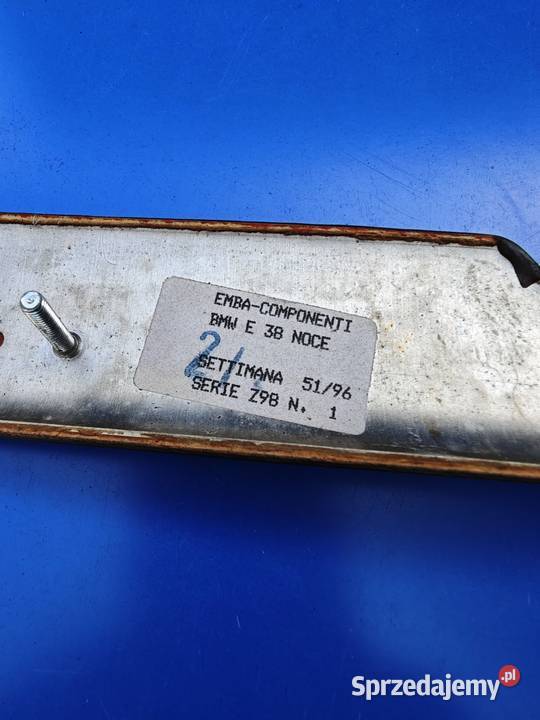 EMBA-COMPONENTI
BMW E 38 NOCE
SETTIMANA 51/96
SERIE Z98 N. 1
Sprzedajemy.pl